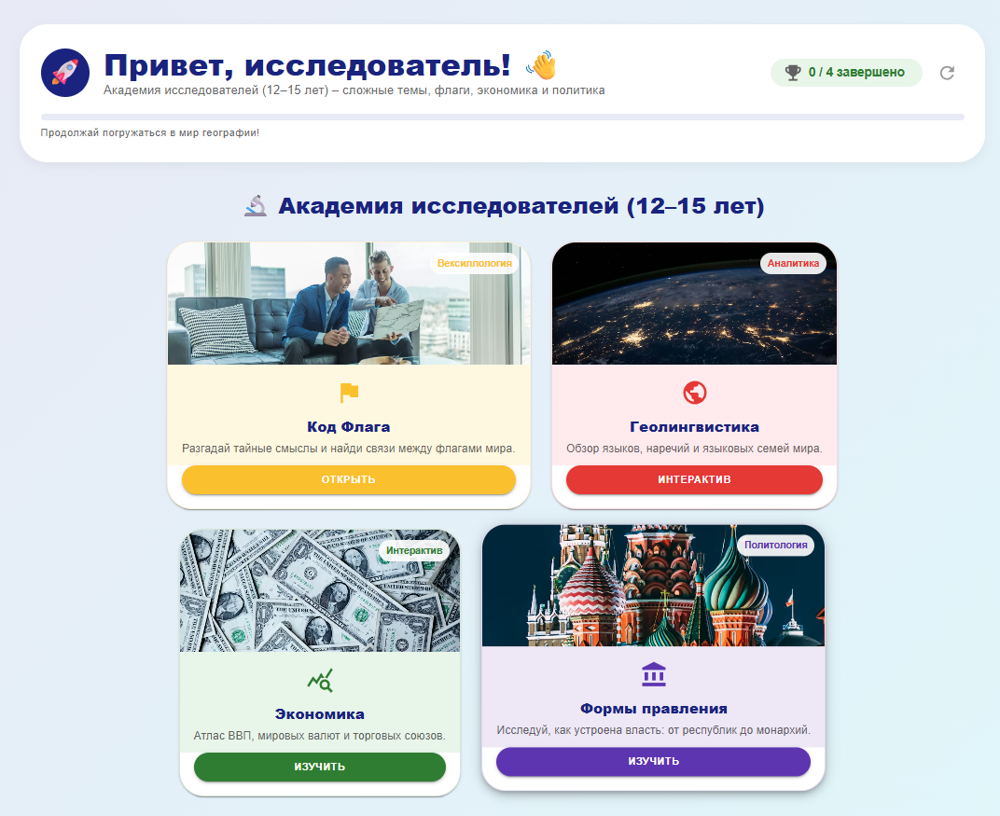 Привет, исследователь! 👋
Академия исследователей (12–15 лет) – сложные темы, флаги, экономика и политика
0 / 4 завершено
Продолжай погружаться в мир географии!
🔬 Академия исследователей (12–15 лет)
Вексиллология
Код Флага
Разгадай тайные смыслы и найди связи между флагами мира.
ОТКРЫТЬ
Аналитика
Геолингвистика
Обзор языков, наречий и языковых семей мира.
ИНТЕРАКТИВ
Интерактив
Экономика
Атлас ВВП, мировых валют и торговых союзов.
ИЗУЧИТЬ
Политология
Формы правления
Исследуй, как устроена власть: от республик до монархий.
ИЗУЧИТЬ